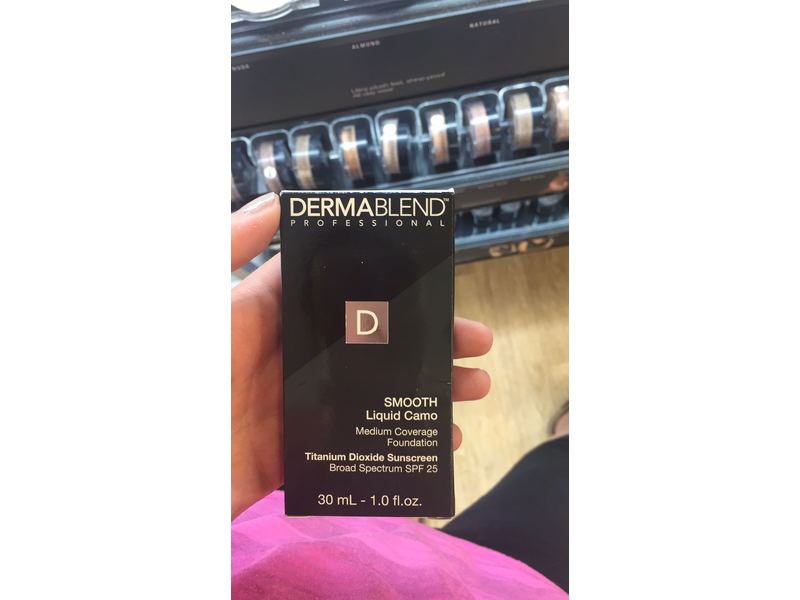 NATURAL
ALMOND
DERMABLEND™
PROFESSIONAL
D
SMOOTH
Liquid Camo
Medium Coverage
Foundation
Titanium Dioxide Sunscreen
Broad Spectrum SPF 25
30 mL - 1.0 fl.oz.